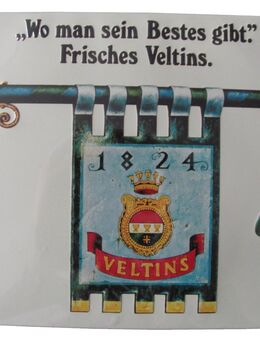 „Wo man sein Bestes gibt.”
Frisches Veltins.
1824
VELTINS